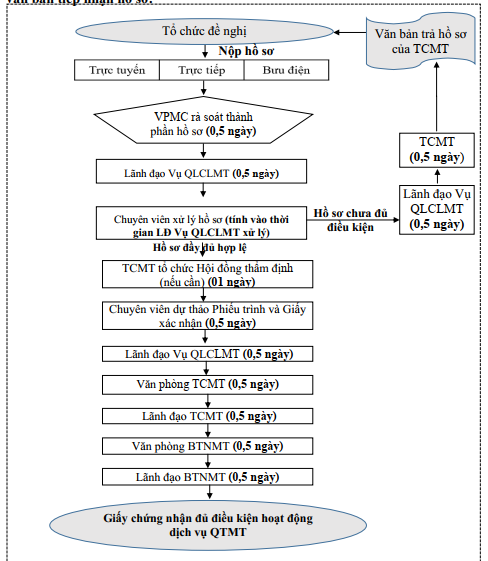 văn bản tiếp nhận hồ sơ.
Tổ chức đề nghị
Nộp hồ sơ
Trực tuyến
Trực tiếp
Bưu điện
VPMC rà soát thành
phần hồ sơ (0,5 ngày)
Lãnh đạo Vụ QLCLMT (0,5 ngày)
Chuyên viên xử lý hồ sơ (tính vào thời
gian LĐ Vụ QLCLMT xử lý)
Hồ sơ chưa đủ
điều kiện
Lãnh đạo Vụ
QLCLMT
(0,5 ngày)
TCMT
(0,5 ngày)
Văn bản trả hồ sơ
của TCMT
Hồ sơ đầy đủ hợp lệ
TCMT tổ chức Hội đồng thẩm định
(nếu cần) (01 ngày)
Chuyên viên dự thảo Phiếu trình và Giấy
xác nhận (0,5 ngày)
Lãnh đạo Vụ QLCLMT (0,5 ngày)
Văn phòng TCMT (0,5 ngày)
Lãnh đạo TCMT (0,5 ngày)
Văn phòng BTNMT (0,5 ngày)
Lãnh đạo BTNMT (0,5 ngày)
Giấy chứng nhận đủ điều kiện hoạt động
dịch vụ QTMT